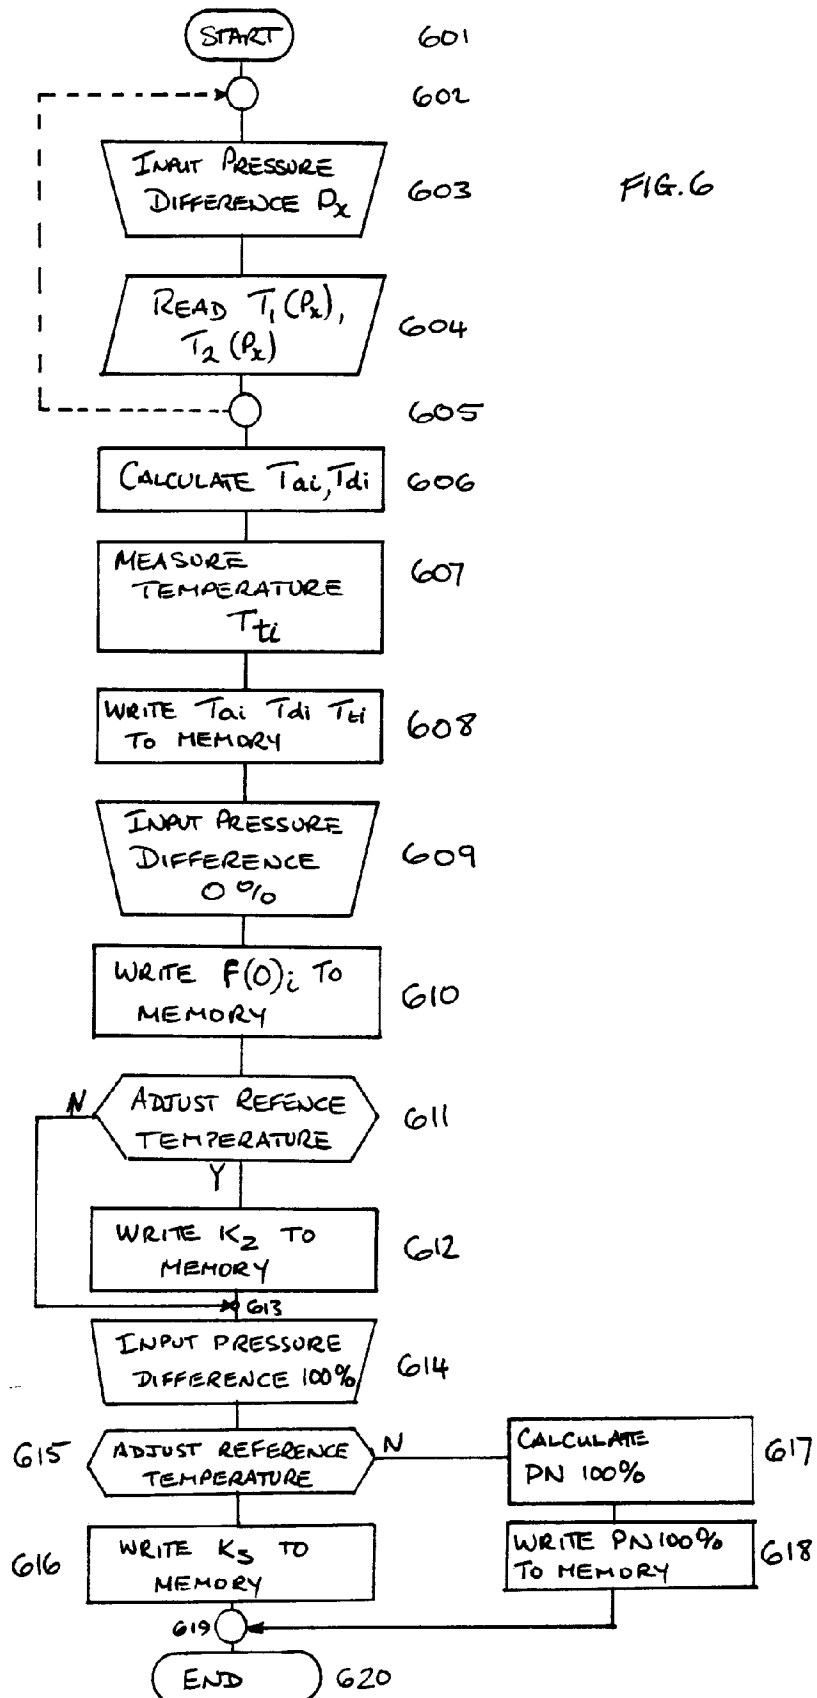 START 601
602
INPUT PRESSURE
DIFFERENCE Px 603
FIG. 6
READ T1 (Px),
T2 (Px) 604
605
CALCULATE Tai, Tdi 606
MEASURE
TEMPERATURE
Tti 607
WRITE Tai Tdi Tti
TO MEMORY 608
INPUT PRESSURE
DIFFERENCE
0 % 609
WRITE F(0)i TO
MEMORY 610
N
ADJUST REFENCE
TEMPERATURE 611
Y
WRITE K2 TO
MEMORY 612
613
INPUT PRESSURE
DIFFERENCE 100% 614
615 ADJUST REFERENCE
TEMPERATURE
N
CALCULATE
PN 100% 617
616 WRITE Ks TO
MEMORY
WRITE PN 100%
TO MEMORY 618
619
END 620